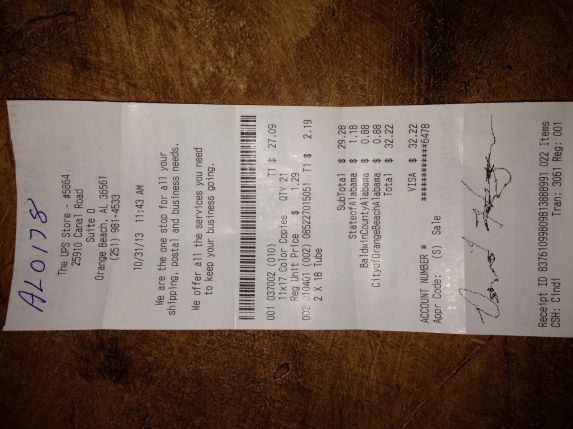 AL0178
The UPS Store - #5864
25910 Canal Road
Suite O
Orange Beach, AL 36561
(251) 981-4533
10/31/13 11:43 AM
We are the one stop for all your
shipping, postal and business needs.
We offer all the services you need
to keep your business going.
001 037002 (010) T1 $ 27.09
11x17 Color Copies QTY 21
Reg Unit Price $ 1.29
002 010401 (002) 085227015051 T1 $ 2.19
2 X 18 Tube
SubTotal $ 29.28
StateofAlabama $ 1.18
BaldwinCountyAlabama $ 0.88
CityofOrangeBeachAlabama $ 0.88
Total $ 32.22
VISA $ 32.22
ACCOUNT NUMBER * ************6478
Appr Code: (S) Sale
Receipt ID 83761099809813888991 022 Items
CSH: Cindi Tran: 3061 Reg: 001